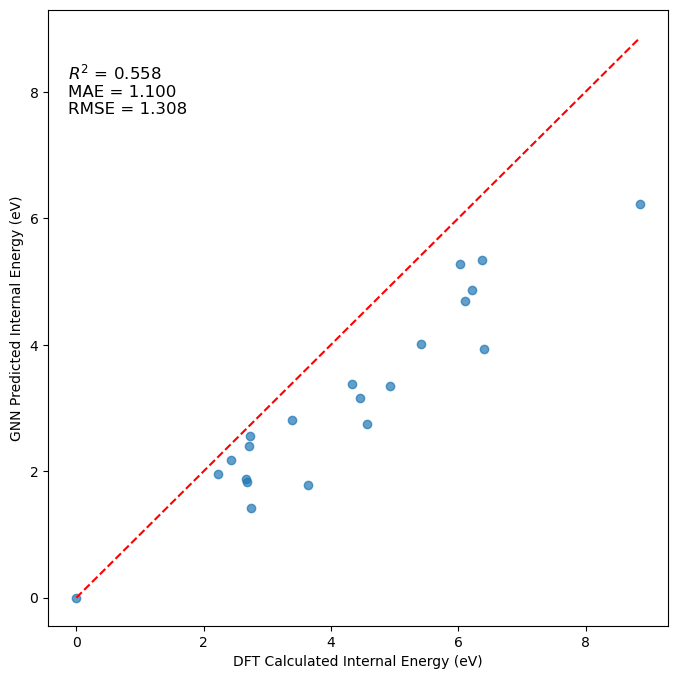 R² = 0.558
MAE = 1.100
RMSE = 1.308
8
6
4
2
0
GNN Predicted Internal Energy (eV)
0 2 4 6 8
DFT Calculated Internal Energy (eV)